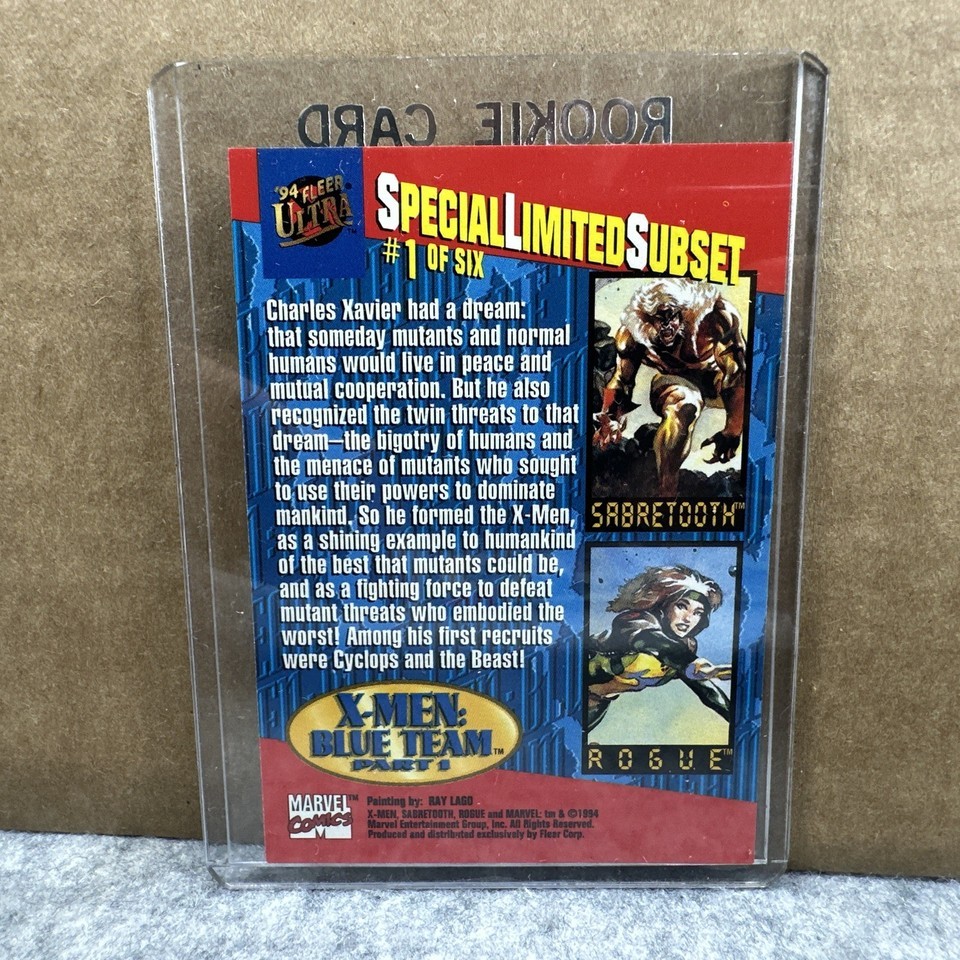 ROOKIE CARD
'94 FLEER
ULTRA™
SPECIALLIMITEDSUBSET
#1 OF SIX
Charles Xavier had a dream:
that someday mutants and normal
humans would live in peace and
mutual cooperation. But he also
recognized the twin threats to that
dream—the bigotry of humans and
the menace of mutants who sought
to use their powers to dominate
mankind. So he formed the X-Men,
as a shining example to humankind
of the best that mutants could be,
and as a fighting force to defeat
mutant threats who embodied the
worst! Among his first recruits
were Cyclops and the Beast!
SABRETOOTH™
ROGUE™
X-MEN:
BLUE TEAM™
PART 1
MARVEL™
COMICS
Painting by: RAY LAGO
X-MEN, SABRETOOTH, ROGUE and MARVEL: tm & ©1994
Marvel Entertainment Group, Inc. All Rights Reserved.
Produced and distributed exclusively by Fleer Corp.